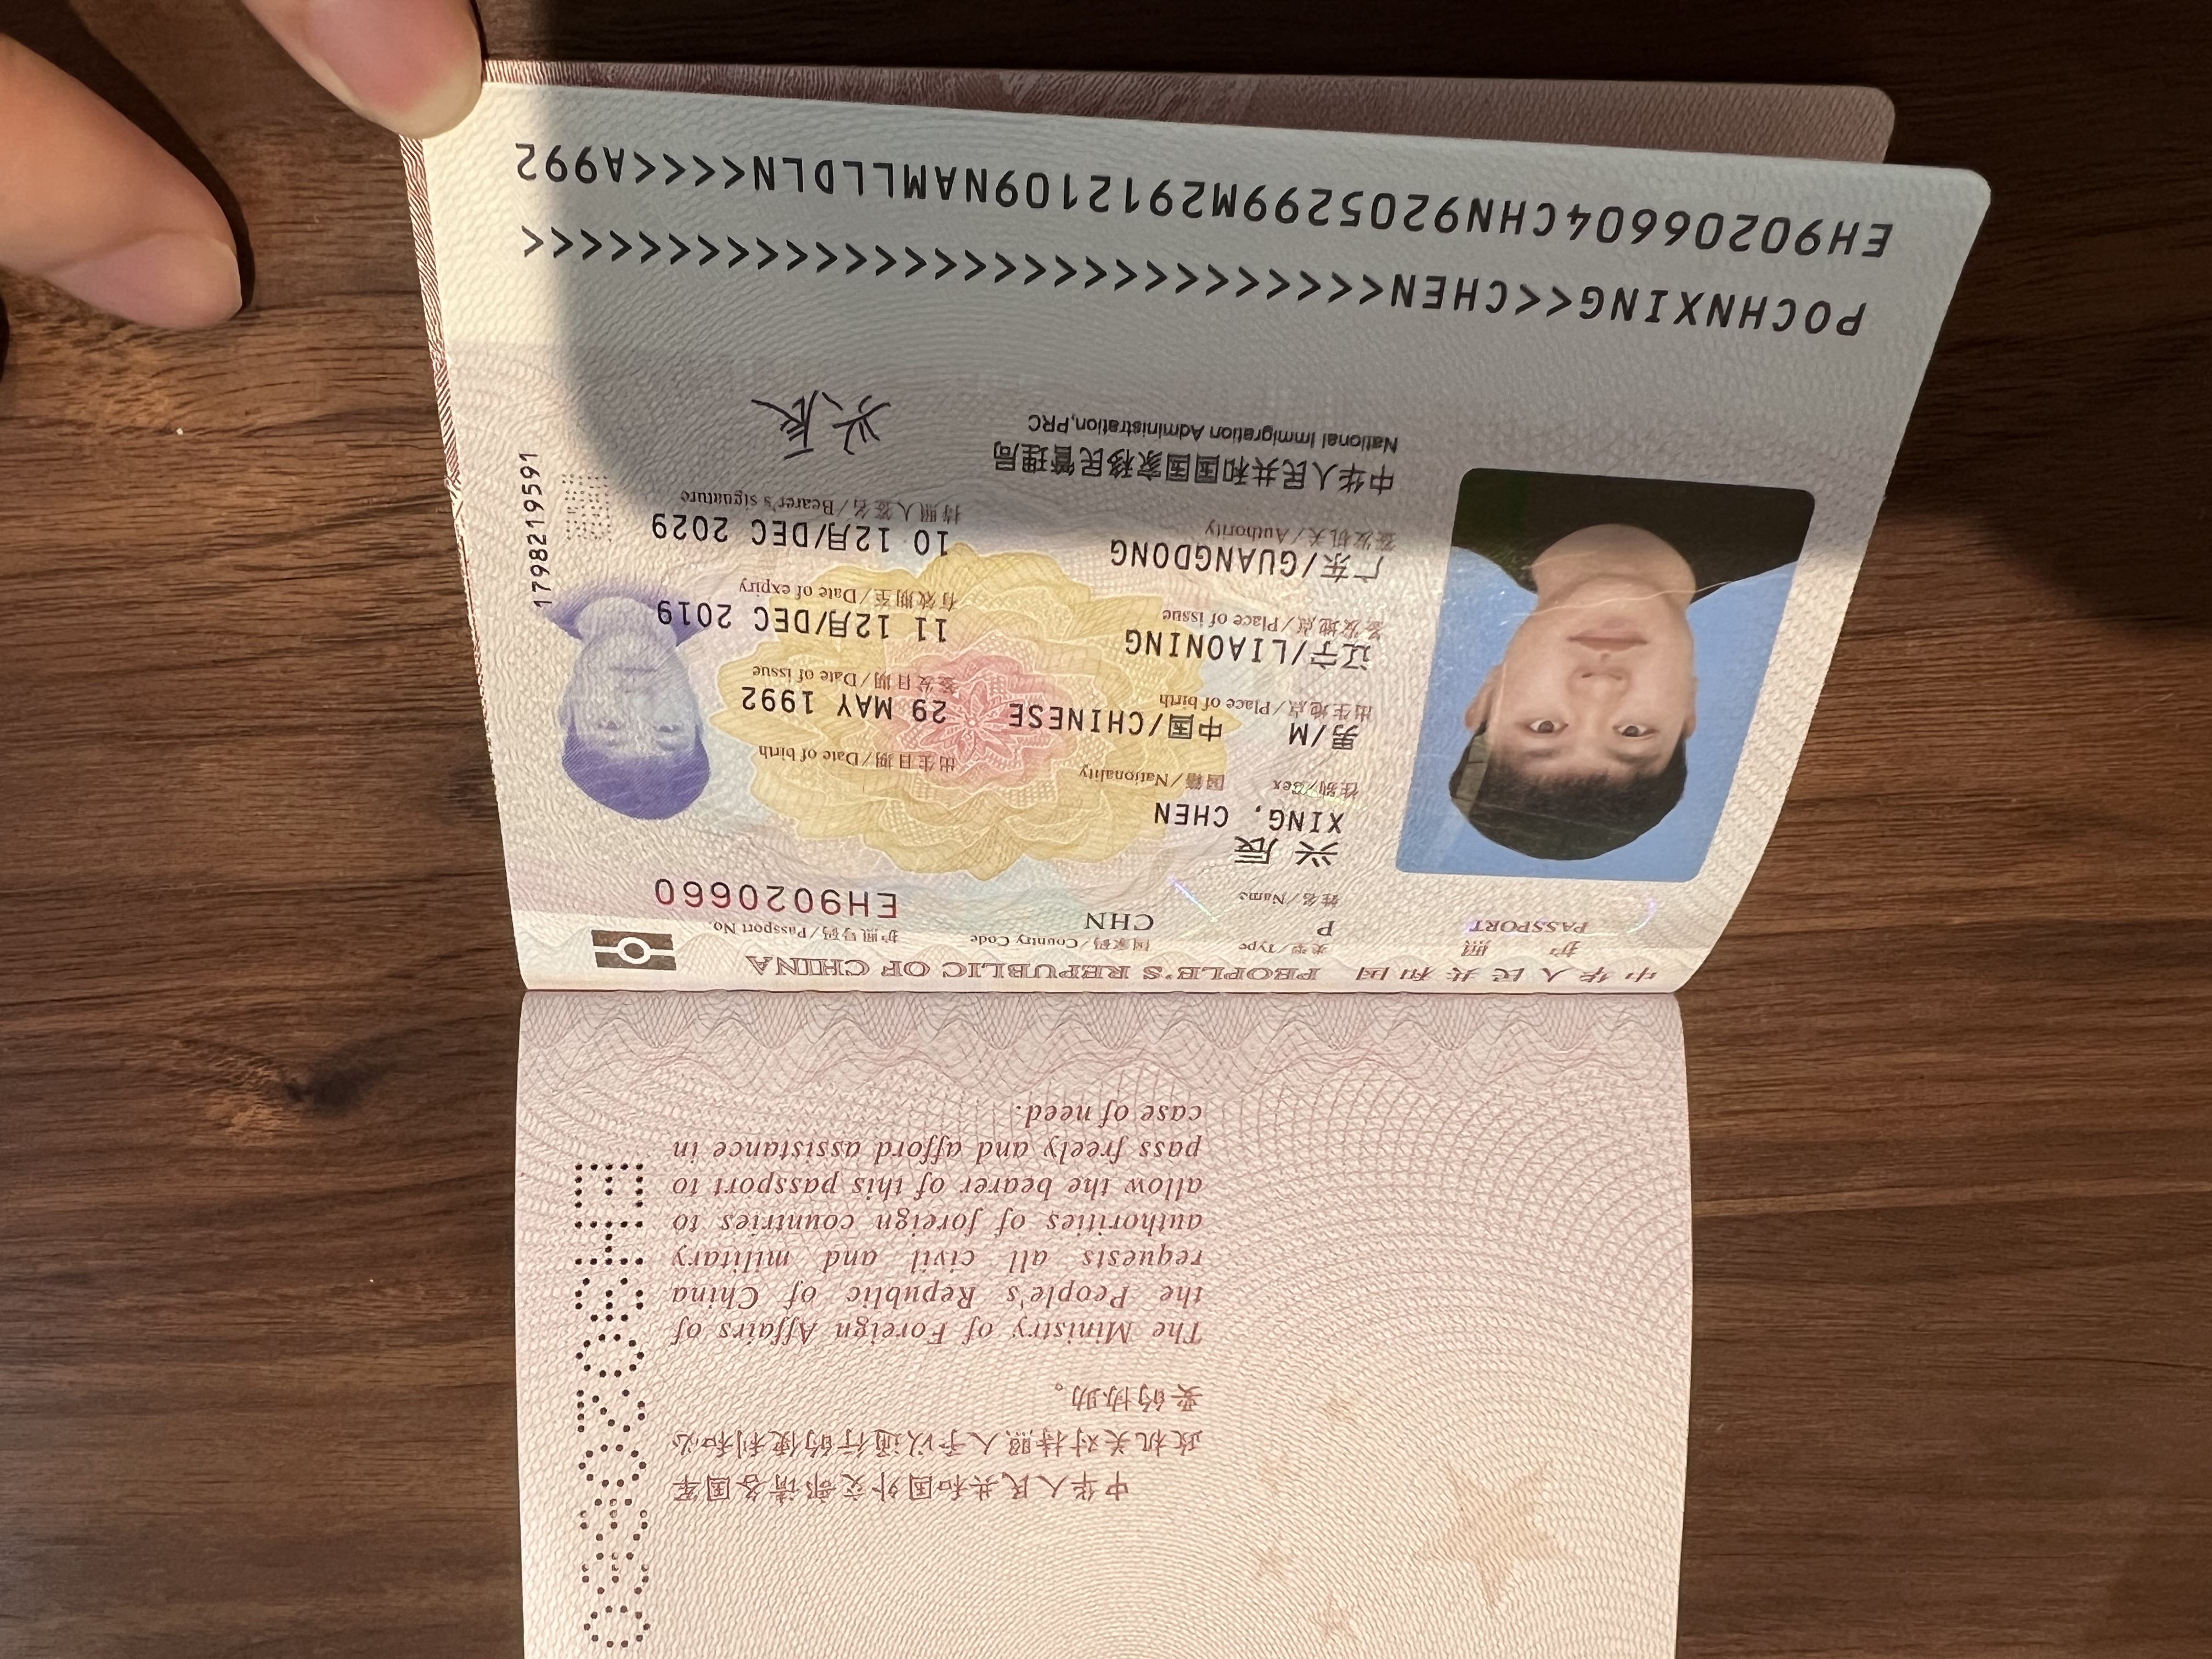 中华人民共和国外交部请各国军
政机关对持照人予以通行的便利和必
要的协助。
The Ministry of Foreign Affairs of
the People's Republic of China
requests all civil and military
authorities of foreign countries to
allow the bearer of this passport to
pass freely and afford assistance in
case of need.
中华人民共和国 PEOPLE'S REPUBLIC OF CHINA
护 照
PASSPORT
类型/Type
P
国家码/Country Code
CHN
护照号码/Passport No.
EH9020660
姓名/Name
兴辰
XING, CHEN
性别/Sex 国籍/Nationality 出生日期/Date of birth
男/M 中国/CHINESE 29 MAY 1992
出生地点/Place of birth 签发日期/Date of issue
辽宁/LIAONING 11 12月/DEC 2019
签发地点/Place of issue 有效期至/Date of expiry
广东/GUANGDONG 10 12月/DEC 2029
签发机关/Authority 持照人签名/Bearer's signature
中华人民共和国国家移民管理局
National Immigration Administration,PRC
兴辰
1798219591
POCHNXING<<CHEN<<<<<<<<<<<<<<<<<<<<<<<<<<<<<
EH90206604CHN9205299M2912109NAMLLDLN<<<<A992